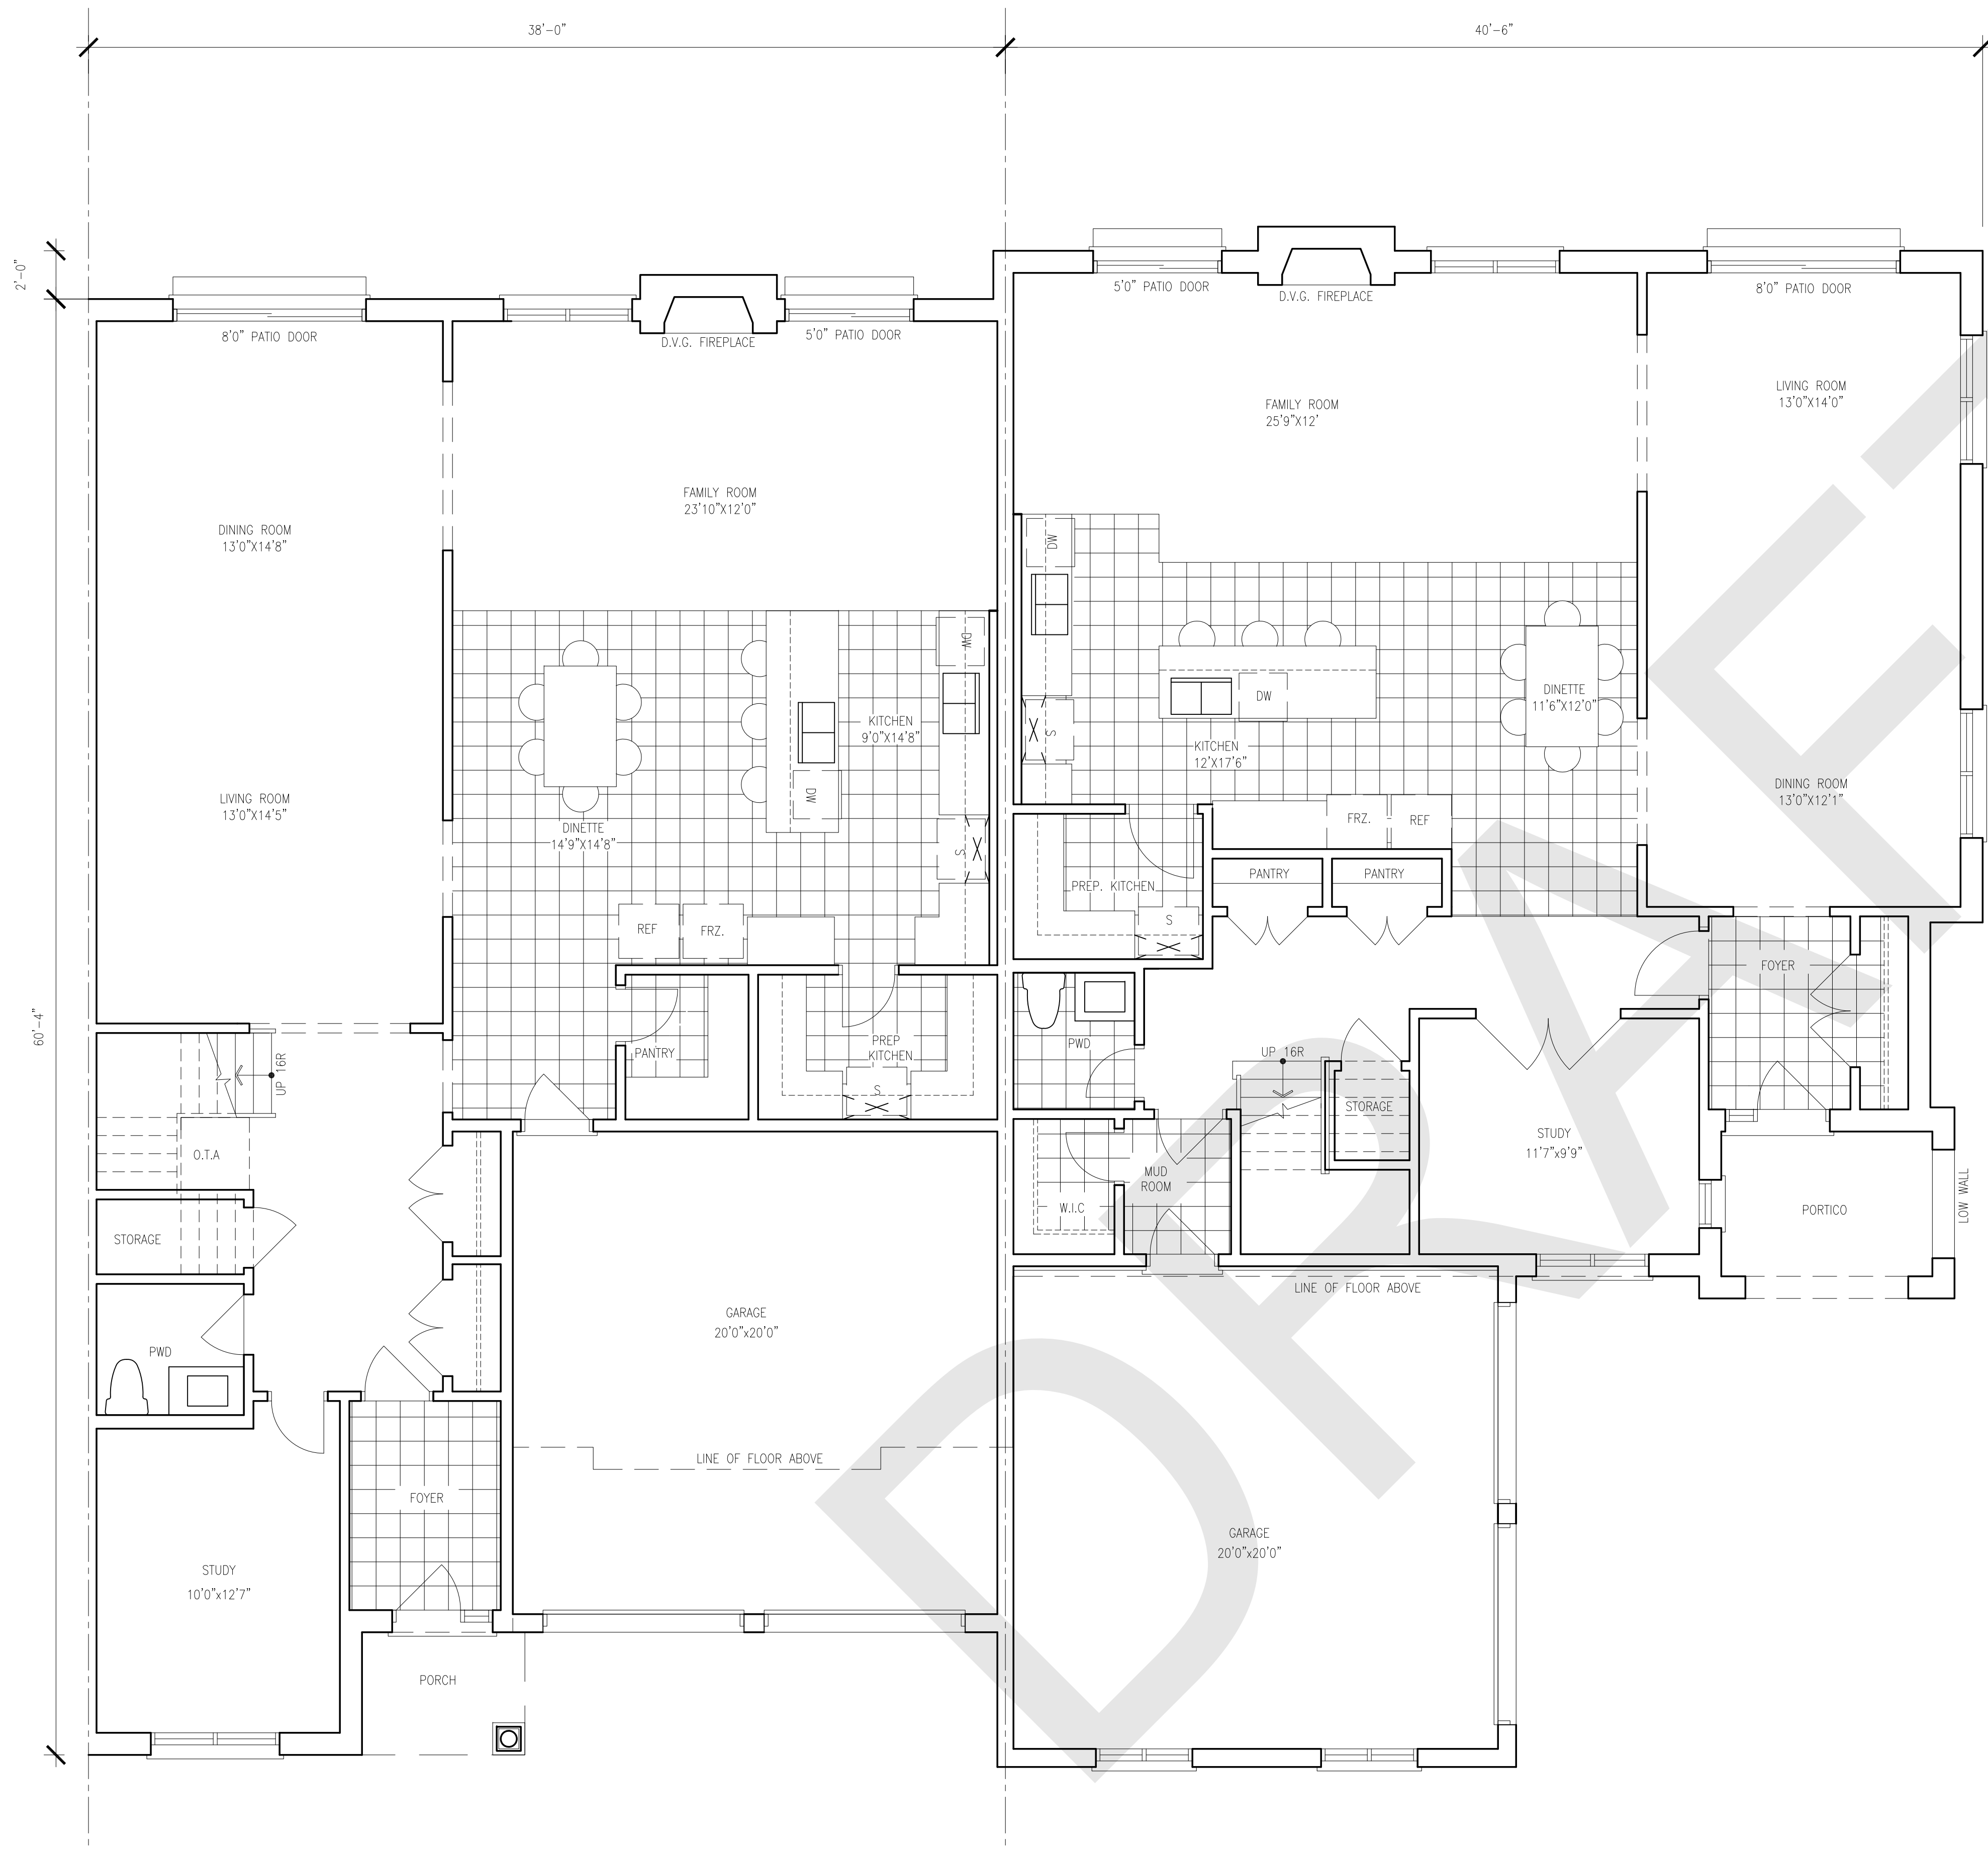 38'-0"
40'-6"
2'-0"
60'-4"
8'0" PATIO DOOR
D.V.G. FIREPLACE
5'0" PATIO DOOR
FAMILY ROOM
23'10"X12'0"
DINING ROOM
13'0"X14'8"
LIVING ROOM
13'0"X14'5"
DW
KITCHEN
9'0"X14'8"
DW
DINETTE
14'9"X14'8"
S
REF
FRZ.
PANTRY
PREP
KITCHEN
S
UP 16R
O.T.A
STORAGE
PWD
GARAGE
20'0"x20'0"
LINE OF FLOOR ABOVE
FOYER
STUDY
10'0"x12'7"
PORCH
5'0" PATIO DOOR
D.V.G. FIREPLACE
8'0" PATIO DOOR
FAMILY ROOM
25'9"X12'
LIVING ROOM
13'0"X14'0"
DW
DW
DINETTE
11'6"X12'0"
S
KITCHEN
12'X17'6"
DINING ROOM
13'0"X12'1"
FRZ.
REF
PREP. KITCHEN
S
PANTRY
PANTRY
FOYER
PWD
UP 16R
STORAGE
STUDY
11'7"x9'9"
MUD
ROOM
W.I.C
PORTICO
LOW WALL
LINE OF FLOOR ABOVE
GARAGE
20'0"x20'0"
DRAFT